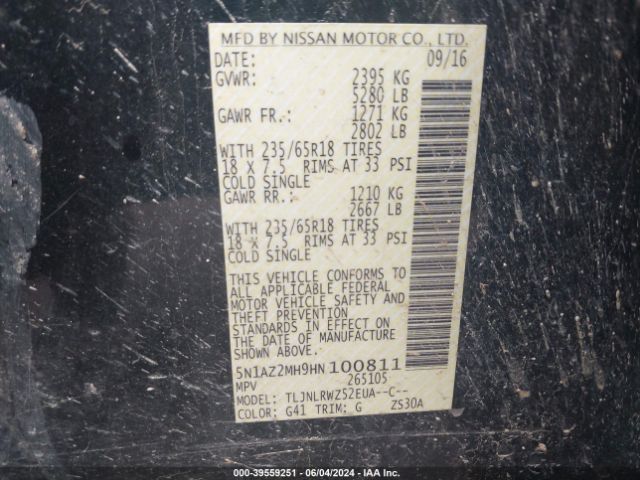 MFD BY NISSAN MOTOR CO., LTD.
DATE: 09/16
GVWR: 2395 KG
5280 LB
GAWR FR.: 1271 KG
2802 LB
WITH 235/65R18 TIRES
18 X 7.5 RIMS AT 33 PSI
COLD SINGLE
GAWR RR.: 1210 KG
2667 LB
WITH 235/65R18 TIRES
18 X 7.5 RIMS AT 33 PSI
COLD SINGLE
THIS VEHICLE CONFORMS TO
ALL APPLICABLE FEDERAL
MOTOR VEHICLE SAFETY AND
THEFT PREVENTION
STANDARDS IN EFFECT ON
THE DATE OF MANUFACTURE
SHOWN ABOVE.
5N1AZ2MH9HN100811
MPV 265105
MODEL: TLJNLRWZ52EUA--C--
COLOR: G41 TRIM: G ZS30A
000-39559251 | 06/04/2024 | IAA Inc.